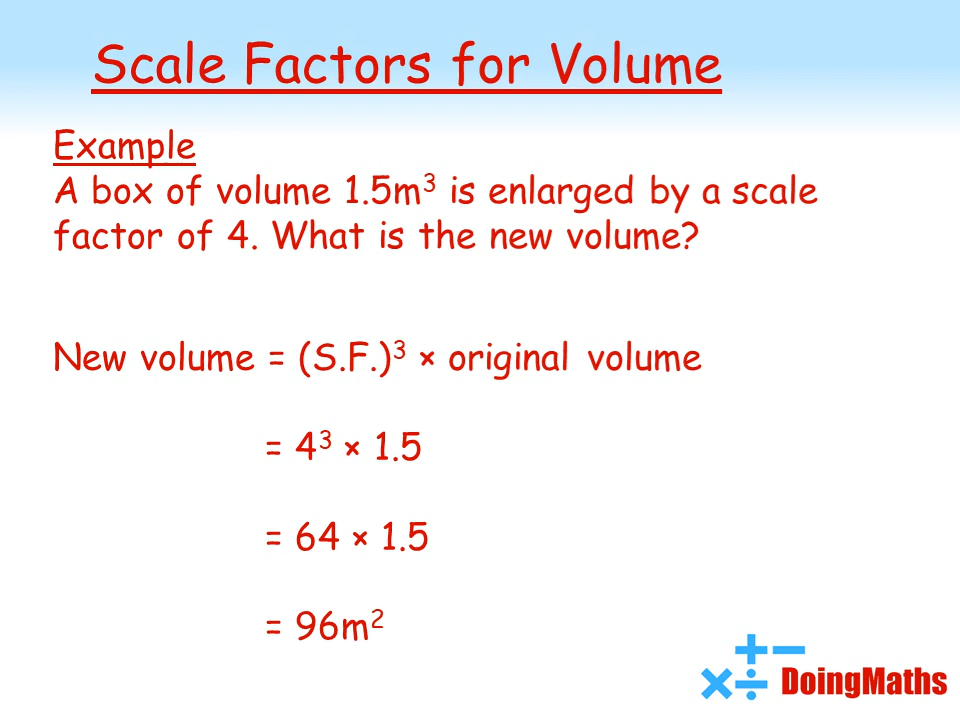 Scale Factors for Volume
Example
A box of volume 1.5m³ is enlarged by a scale
factor of 4. What is the new volume?
New volume = (S.F.)³ × original volume
= 4³ × 1.5
= 64 × 1.5
= 96m²
DoingMaths